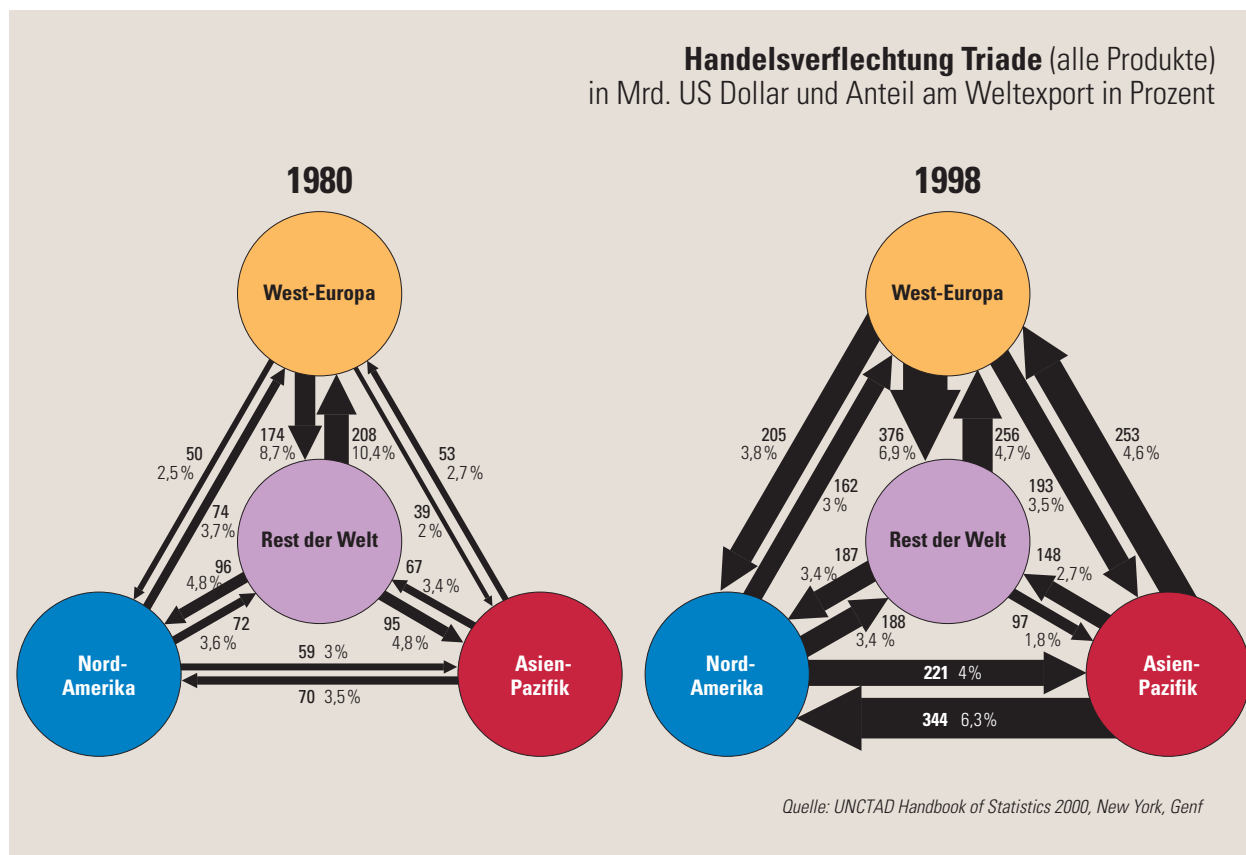 Handelsverflechtung Triade (alle Produkte)
in Mrd. US Dollar und Anteil am Weltexport in Prozent
1980
West-Europa
50
2,5 %
174
8,7 %
208
10,4 %
53
2,7 %
74
3,7 %
39
2 %
Rest der Welt
96
4,8 %
67
3,4 %
72
3,6 %
95
4,8 %
Nord-
Amerika
59 3 %
70 3,5 %
Asien-
Pazifik
1998
West-Europa
205
3,8 %
376
6,9 %
256
4,7 %
253
4,6 %
162
3 %
193
3,5 %
Rest der Welt
187
3,4 %
148
2,7 %
188
3,4 %
97
1,8 %
Nord-
Amerika
221 4 %
344 6,3 %
Asien-
Pazifik
Quelle: UNCTAD Handbook of Statistics 2000, New York, Genf